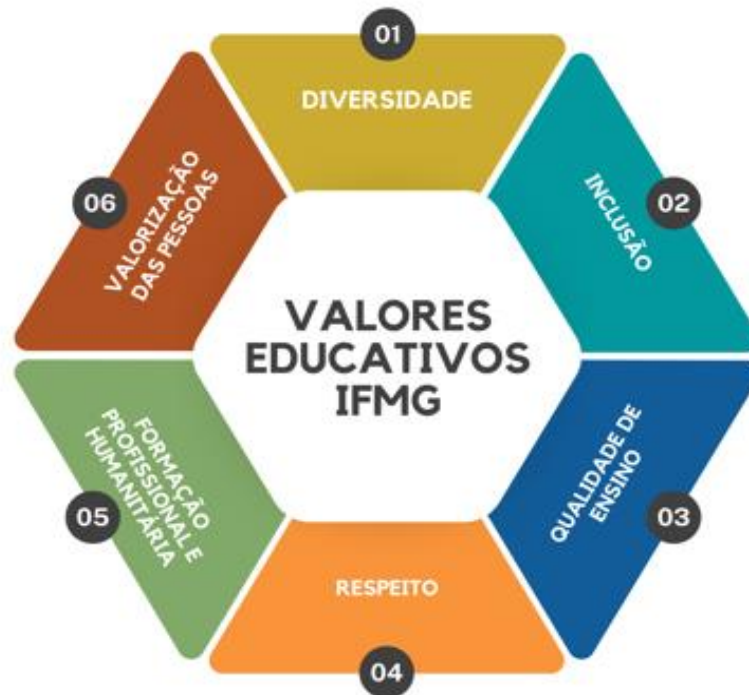 01
DIVERSIDADE
02
INCLUSÃO
03
QUALIDADE DE
ENSINO
04
RESPEITO
05
FORMAÇÃO
PROFISSIONAL E
HUMANITÁRIA
06
VALORIZAÇÃO
DAS PESSOAS
VALORES
EDUCATIVOS
IFMG